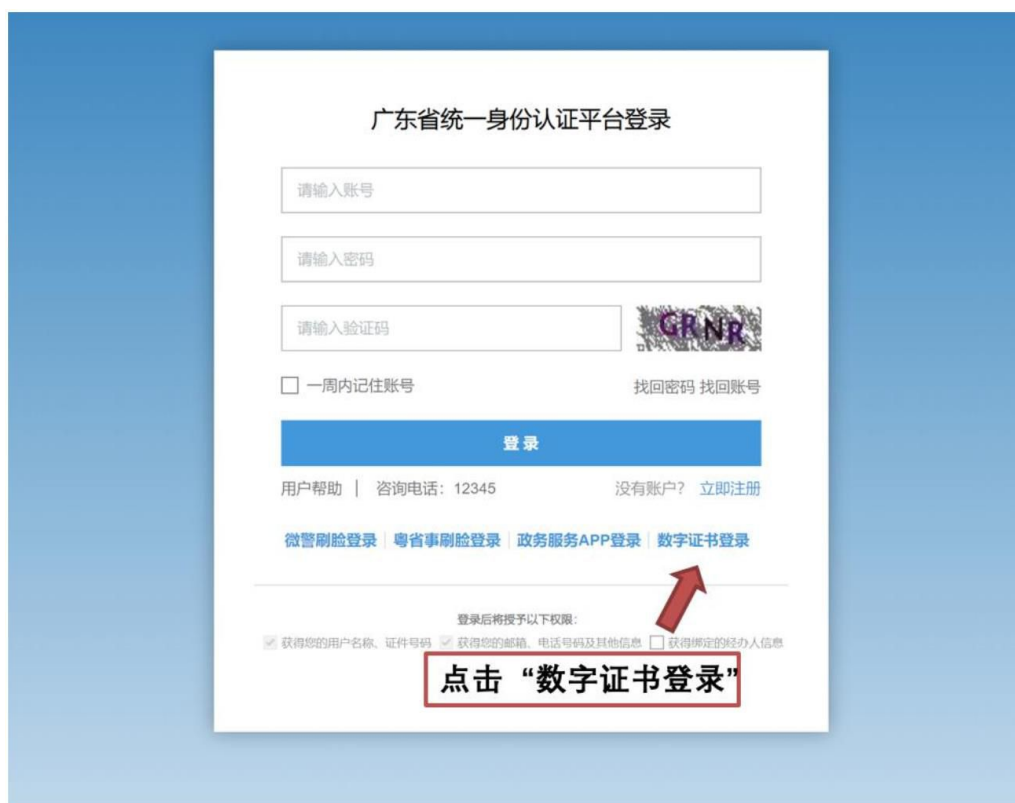 广东省统一身份认证平台登录
请输入账号
请输入密码
请输入验证码 GRNR
一周内记住账号 找回密码 找回账号
登录
用户帮助 | 咨询电话：12345 没有账户？ 立即注册
微警刷脸登录 | 粤省事刷脸登录 | 政务服务APP登录 | 数字证书登录
登录后将授予以下权限：
获得您的用户名称、证件号码 获得您的邮箱、电话号码及其他信息 获得绑定的经办人信息
点击“数字证书登录”